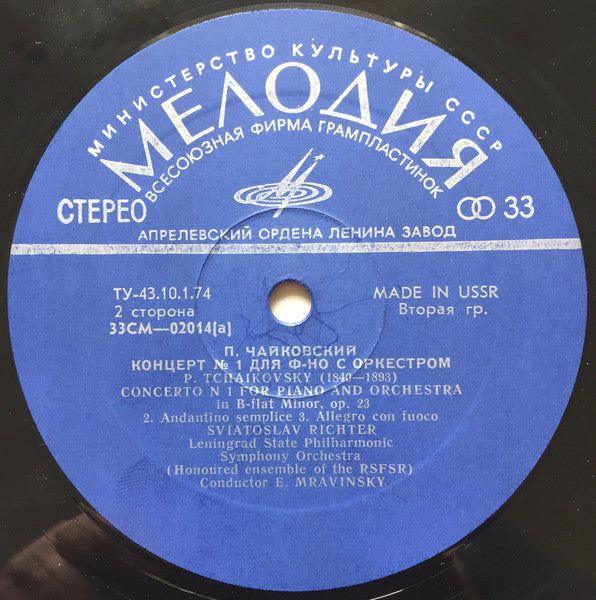 МИНИСТЕРСТВО КУЛЬТУРЫ СССР
МЕЛОДИЯ
ВСЕСОЮЗНАЯ ФИРМА ГРАМПЛАСТИНОК
СТЕРЕО
33
АПРЕЛЕВСКИЙ ОРДЕНА ЛЕНИНА ЗАВОД
ТУ-43.10.1.74
MADE IN USSR
2 сторона
Вторая гр.
33СМ—02014(а)
П. ЧАЙКОВСКИЙ
КОНЦЕРТ № 1 ДЛЯ Ф-НО С ОРКЕСТРОМ
P. TCHAIKOVSKY (1840—1893)
CONCERTO N 1 FOR PIANO AND ORCHESTRA
in B-flat Minor, op. 23
2. Andantino semplice 3. Allegro con fuoco
SVIATOSLAV RICHTER
Leningrad State Philharmonic
Symphony Orchestra
(Honoured ensemble of the RSFSR)
Conductor E. MRAVINSKY